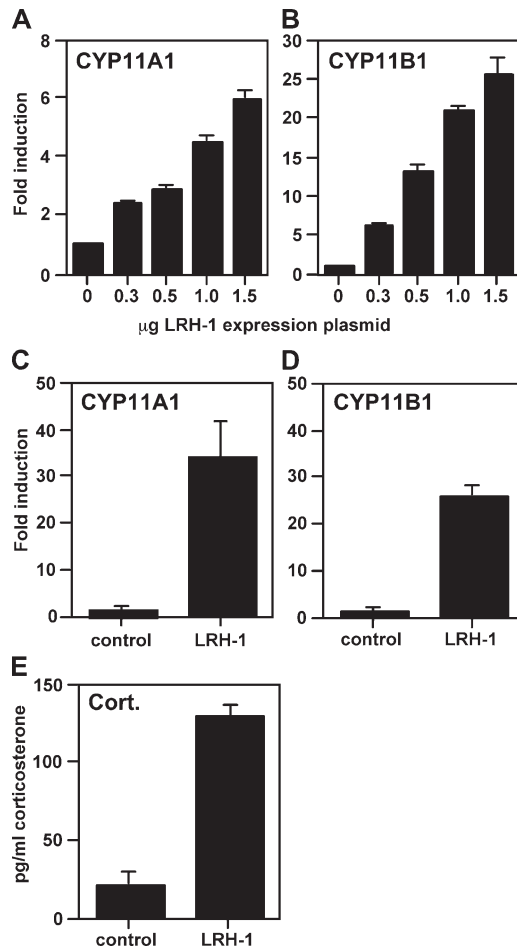 A
B
CYP11A1
CYP11B1
Fold induction
8
6
4
2
0
30
25
20
15
10
5
0
0 0.3 0.5 1.0 1.5
0 0.3 0.5 1.0 1.5
μg LRH-1 expression plasmid
C
D
CYP11A1
CYP11B1
Fold induction
50
40
30
20
10
0
50
40
30
20
10
0
control LRH-1
control LRH-1
E
Cort.
pg/ml corticosterone
150
100
50
0
control LRH-1